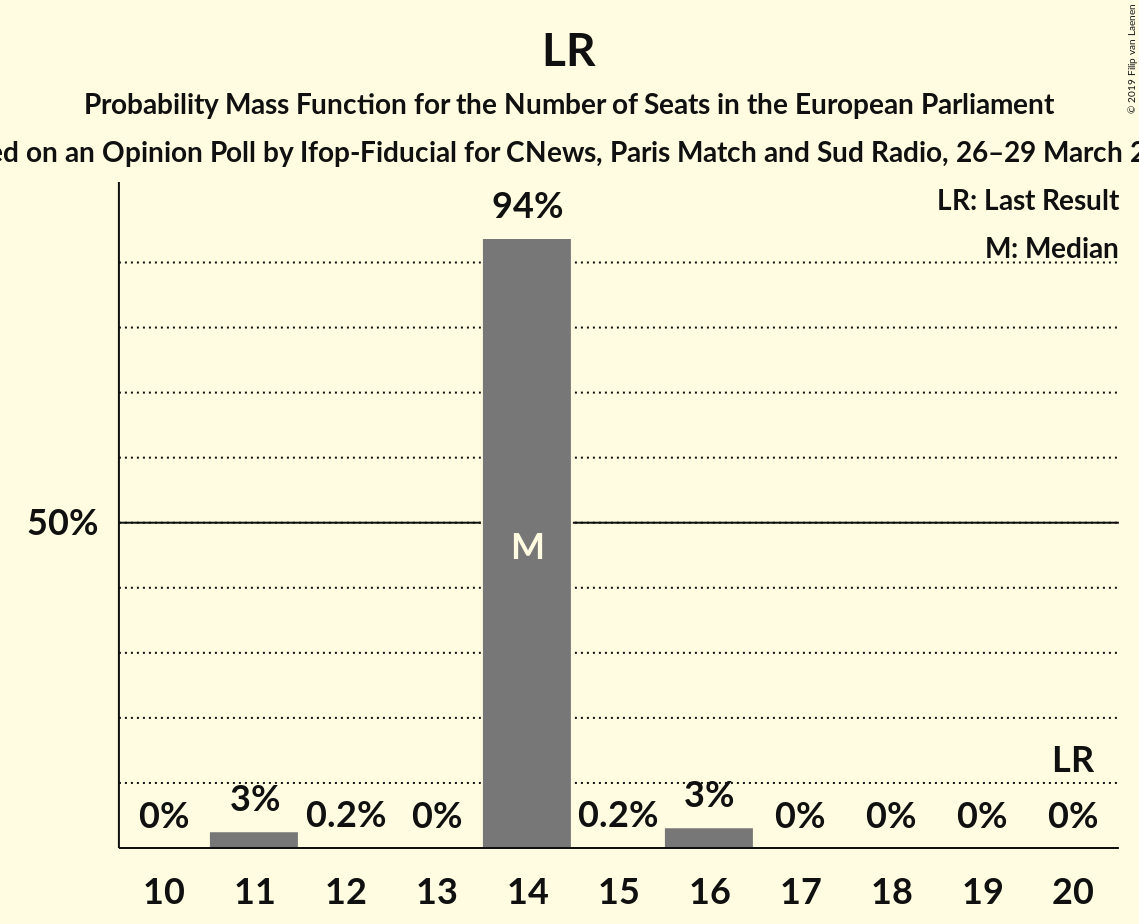 LR
Probability Mass Function for the Number of Seats in the European Parliament
on an Opinion Poll by Ifop-Fiducial for CNews, Paris Match and Sud Radio, 26–29 March
© 2019 Filip van Laenen
LR: Last Result
M: Median
94%
50%
M
LR
0%
3%
0.2%
0%
0.2%
3%
0%
0%
0%
0%
10 11 12 13 14 15 16 17 18 19 20